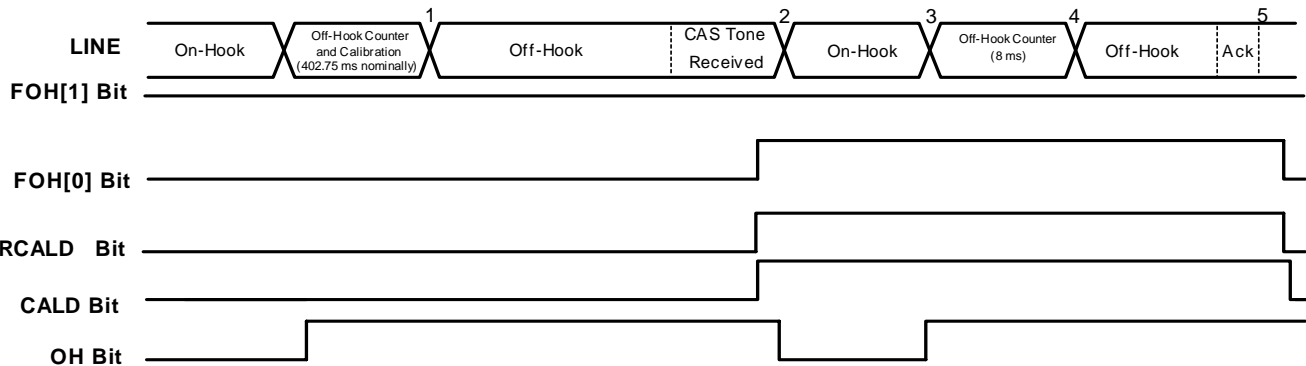 1 2 3 4 5
LINE
On-Hook
Off-Hook Counter
and Calibration
(402.75 ms nominally)
Off-Hook
CAS Tone
Received
On-Hook
Off-Hook Counter
(8 ms)
Off-Hook
Ack
FOH[1] Bit
FOH[0] Bit
RCALD Bit
CALD Bit
OH Bit